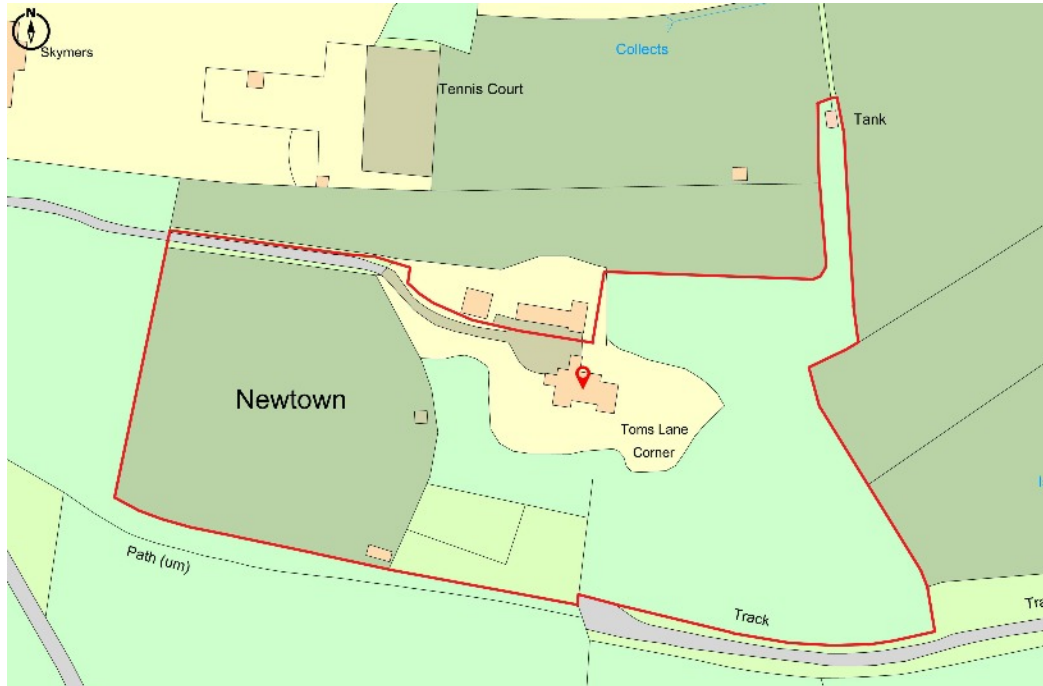 Skymers
Collects
Tennis Court
Tank
Newtown
Toms Lane
Corner
Path (um)
Track